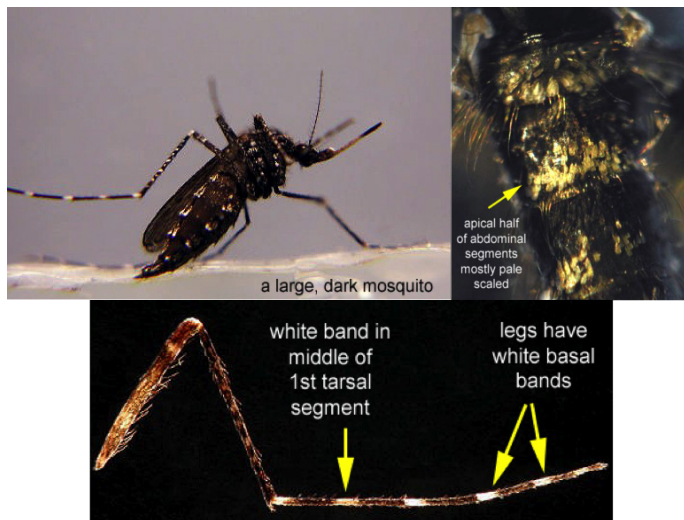 a large, dark mosquito
apical half
of abdominal
segments
mostly pale
scaled
white band in
middle of
1st tarsal
segment
legs have
white basal
bands